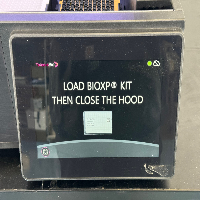 LOAD BIOXP® KIT
THEN CLOSE THE HOOD